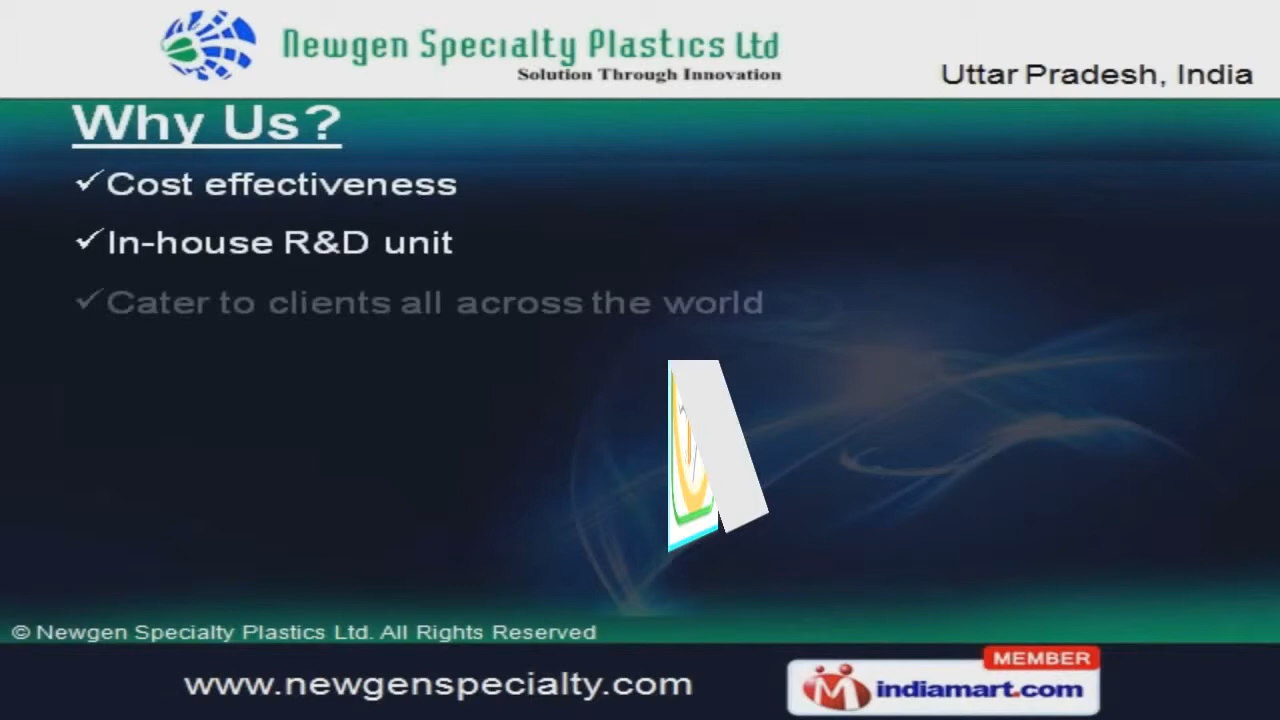 Newgen Specialty Plastics Ltd
Solution Through Innovation
Uttar Pradesh, India
Why Us?
✓Cost effectiveness
✓In-house R&D unit
✓Cater to clients all across the world
© Newgen Specialty Plastics Ltd. All Rights Reserved
www.newgenspecialty.com
MEMBER
indiamart.com